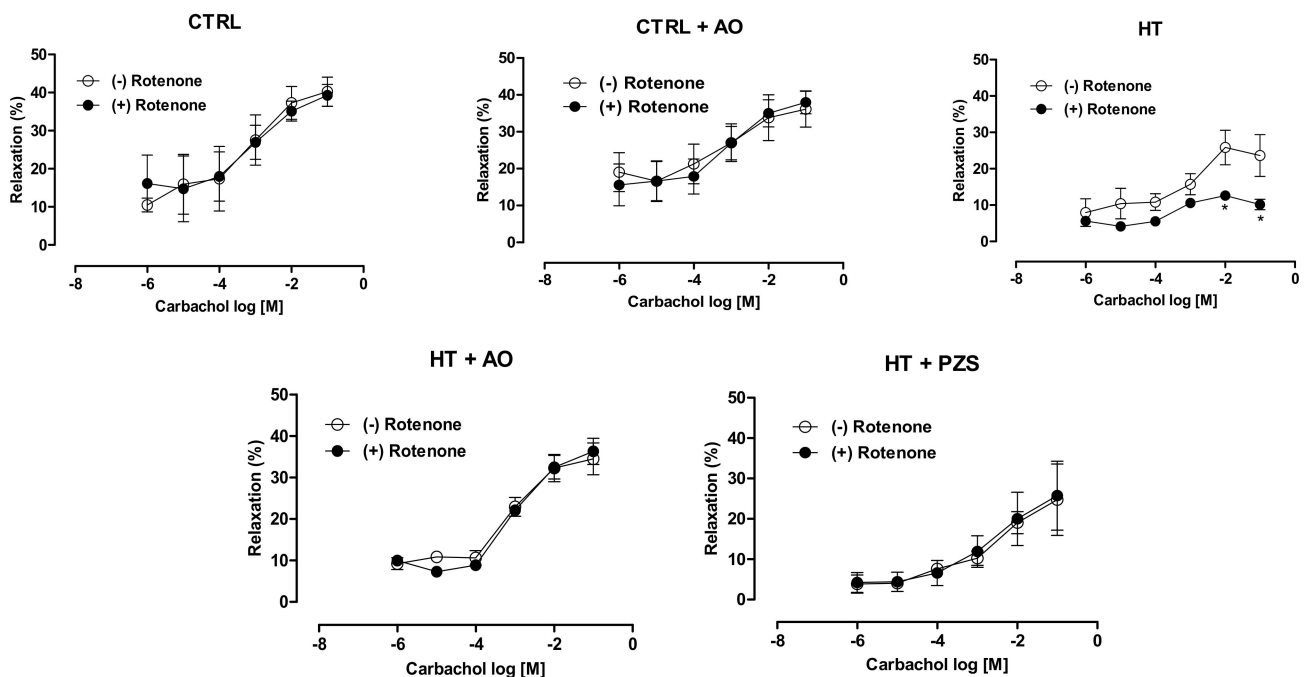 CTRL
50
40
30
20
10
0
Relaxation (%)
(-) Rotenone
(+) Rotenone
-8 -6 -4 -2 0
Carbachol log [M]
CTRL + AO
50
40
30
20
10
0
Relaxation (%)
(-) Rotenone
(+) Rotenone
-8 -6 -4 -2 0
Carbachol log [M]
HT
50
40
30
20
10
0
Relaxation (%)
(-) Rotenone
(+) Rotenone
* *
-8 -6 -4 -2 0
Carbachol log [M]
HT + AO
50
40
30
20
10
0
Relaxation (%)
(-) Rotenone
(+) Rotenone
-8 -6 -4 -2 0
Carbachol log [M]
HT + PZS
50
40
30
20
10
0
Relaxation (%)
(-) Rotenone
(+) Rotenone
-8 -6 -4 -2 0
Carbachol log [M]